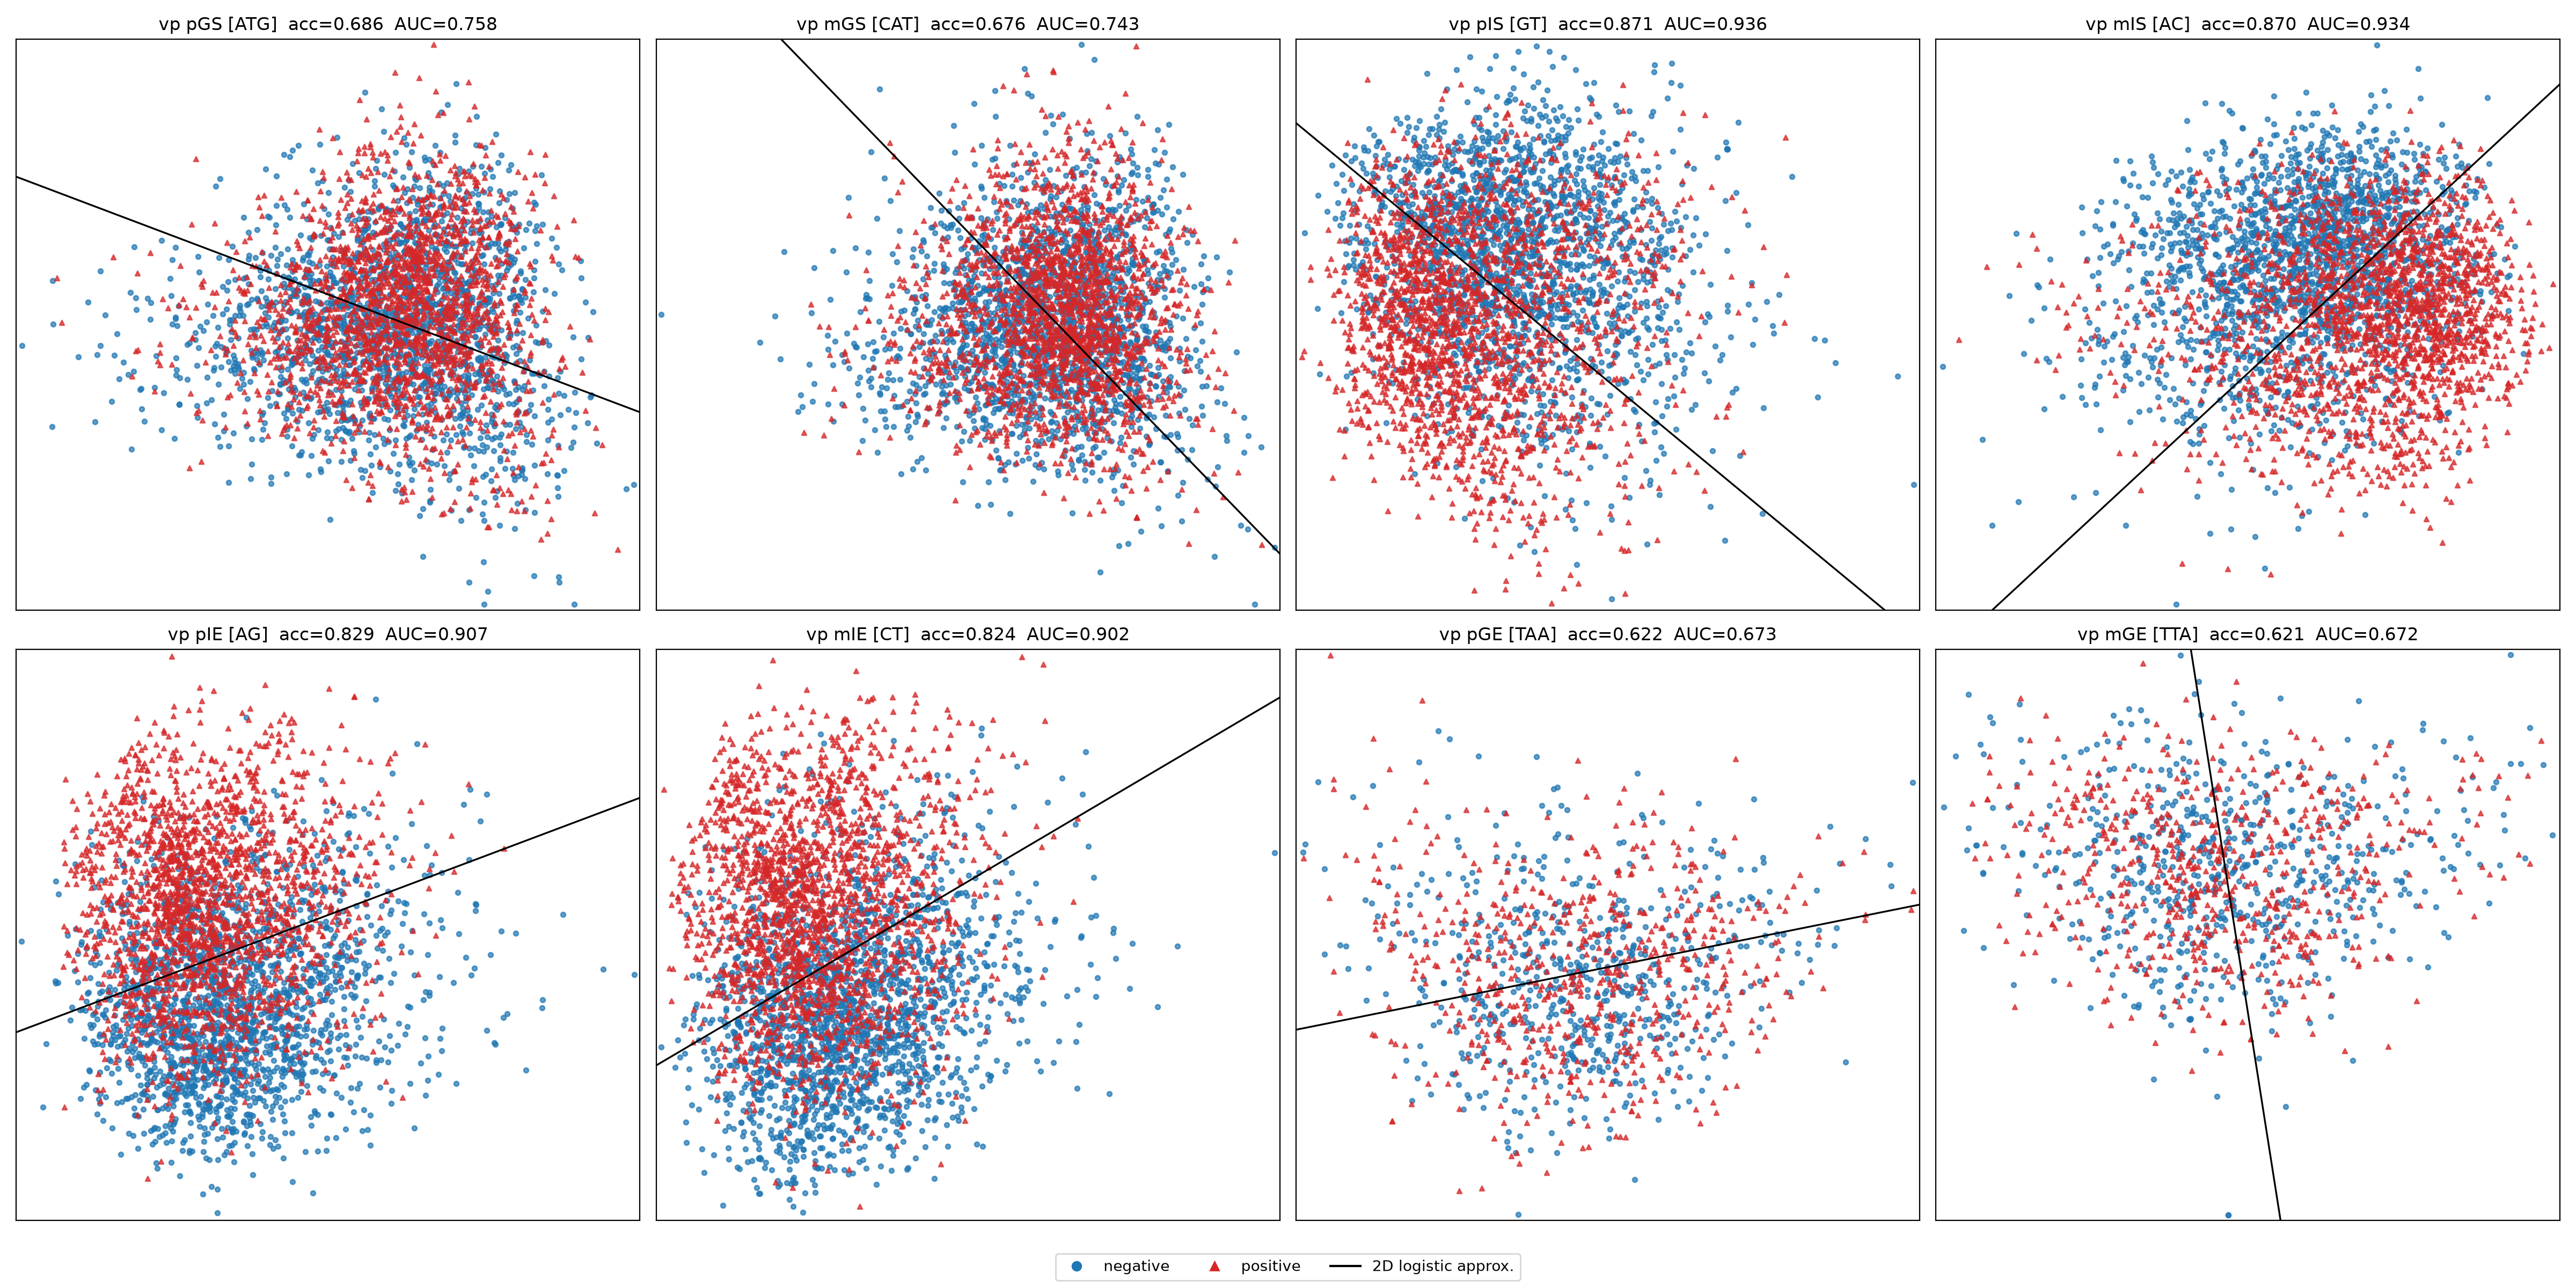 vp pGS [ATG]  acc=0.686  AUC=0.758
vp mGS [CAT]  acc=0.676  AUC=0.743
vp pIS [GT]  acc=0.871  AUC=0.936
vp mIS [AC]  acc=0.870  AUC=0.934
vp pIE [AG]  acc=0.829  AUC=0.907
vp mIE [CT]  acc=0.824  AUC=0.902
vp pGE [TAA]  acc=0.622  AUC=0.673
vp mGE [TTA]  acc=0.621  AUC=0.672
negative
positive
2D logistic approx.